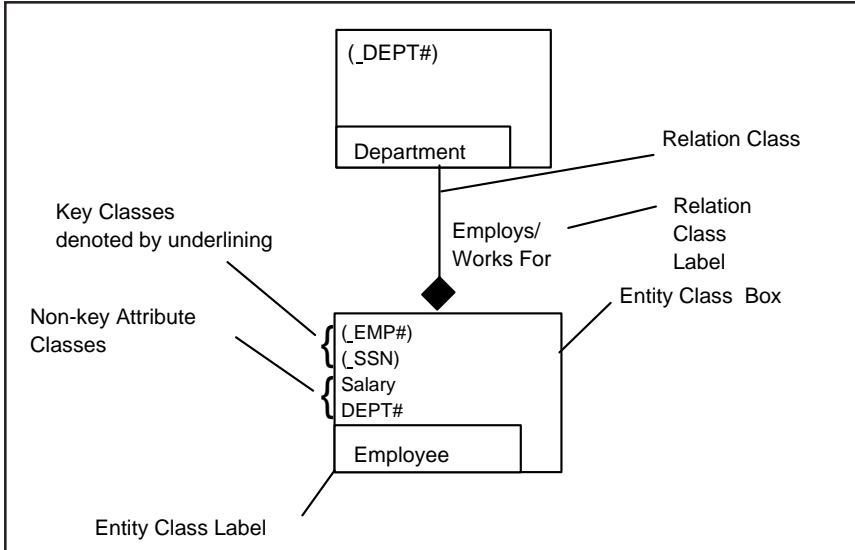 (_DEPT#)
Department
Relation Class
Key Classes
denoted by underlining
Employs/
Works For
Relation
Class
Label
Entity Class Box
Non-key Attribute
Classes
{
(_EMP#)
(_SSN)
{
Salary
DEPT#
Employee
Entity Class Label